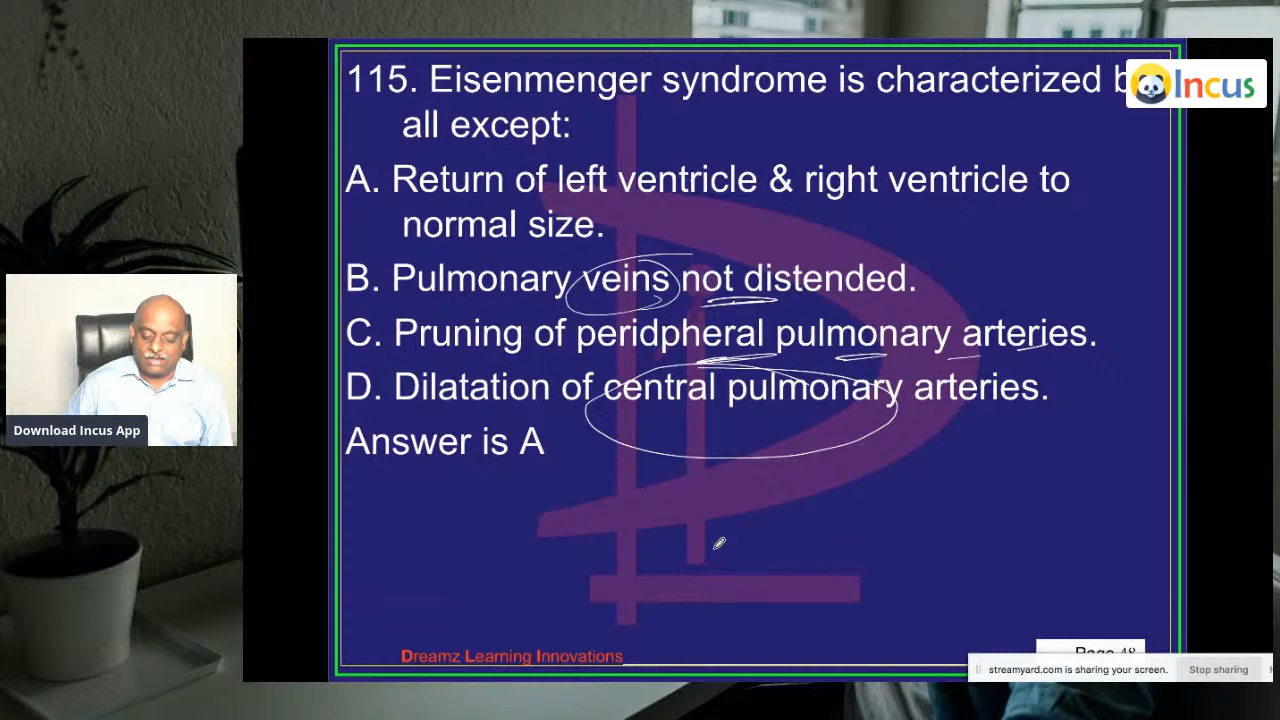 115. Eisenmenger syndrome is characterized
all except:
A. Return of left ventricle & right ventricle to
normal size.
B. Pulmonary veins not distended.
C. Pruning of peridpheral pulmonary arteries.
D. Dilatation of central pulmonary arteries.
Answer is A
Incus
Download Incus App
Dreamz Learning Innovations
Page 48
streamyard.com is sharing your screen.
Stop sharing